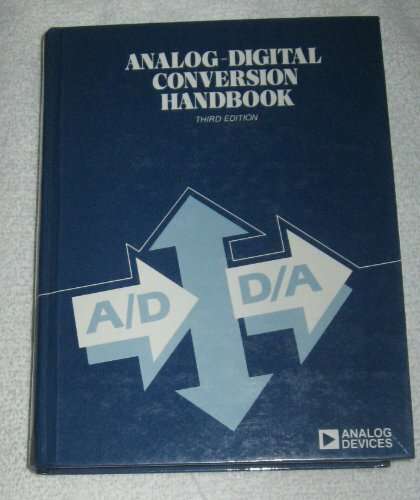 ANALOG-DIGITAL
CONVERSION
HANDBOOK
THIRD EDITION
A/D
D/A
ANALOG
DEVICES